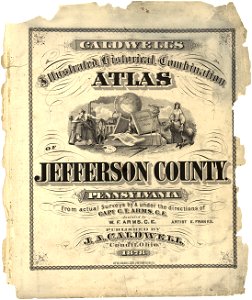 CALDWELL'S
Illustrated, Historical, Combination
ATLAS
OF
JEFFERSON COUNTY.
PENNSYLVANIA
From actual Surveys by & under the directions of
CAPT. C. T. ARMS, C.E.
W. F. ARMS, C.E.
ARTIST E. FRANKS.
PUBLISHED BY
J. A. CALDWELL
Condit, Ohio.
1878.